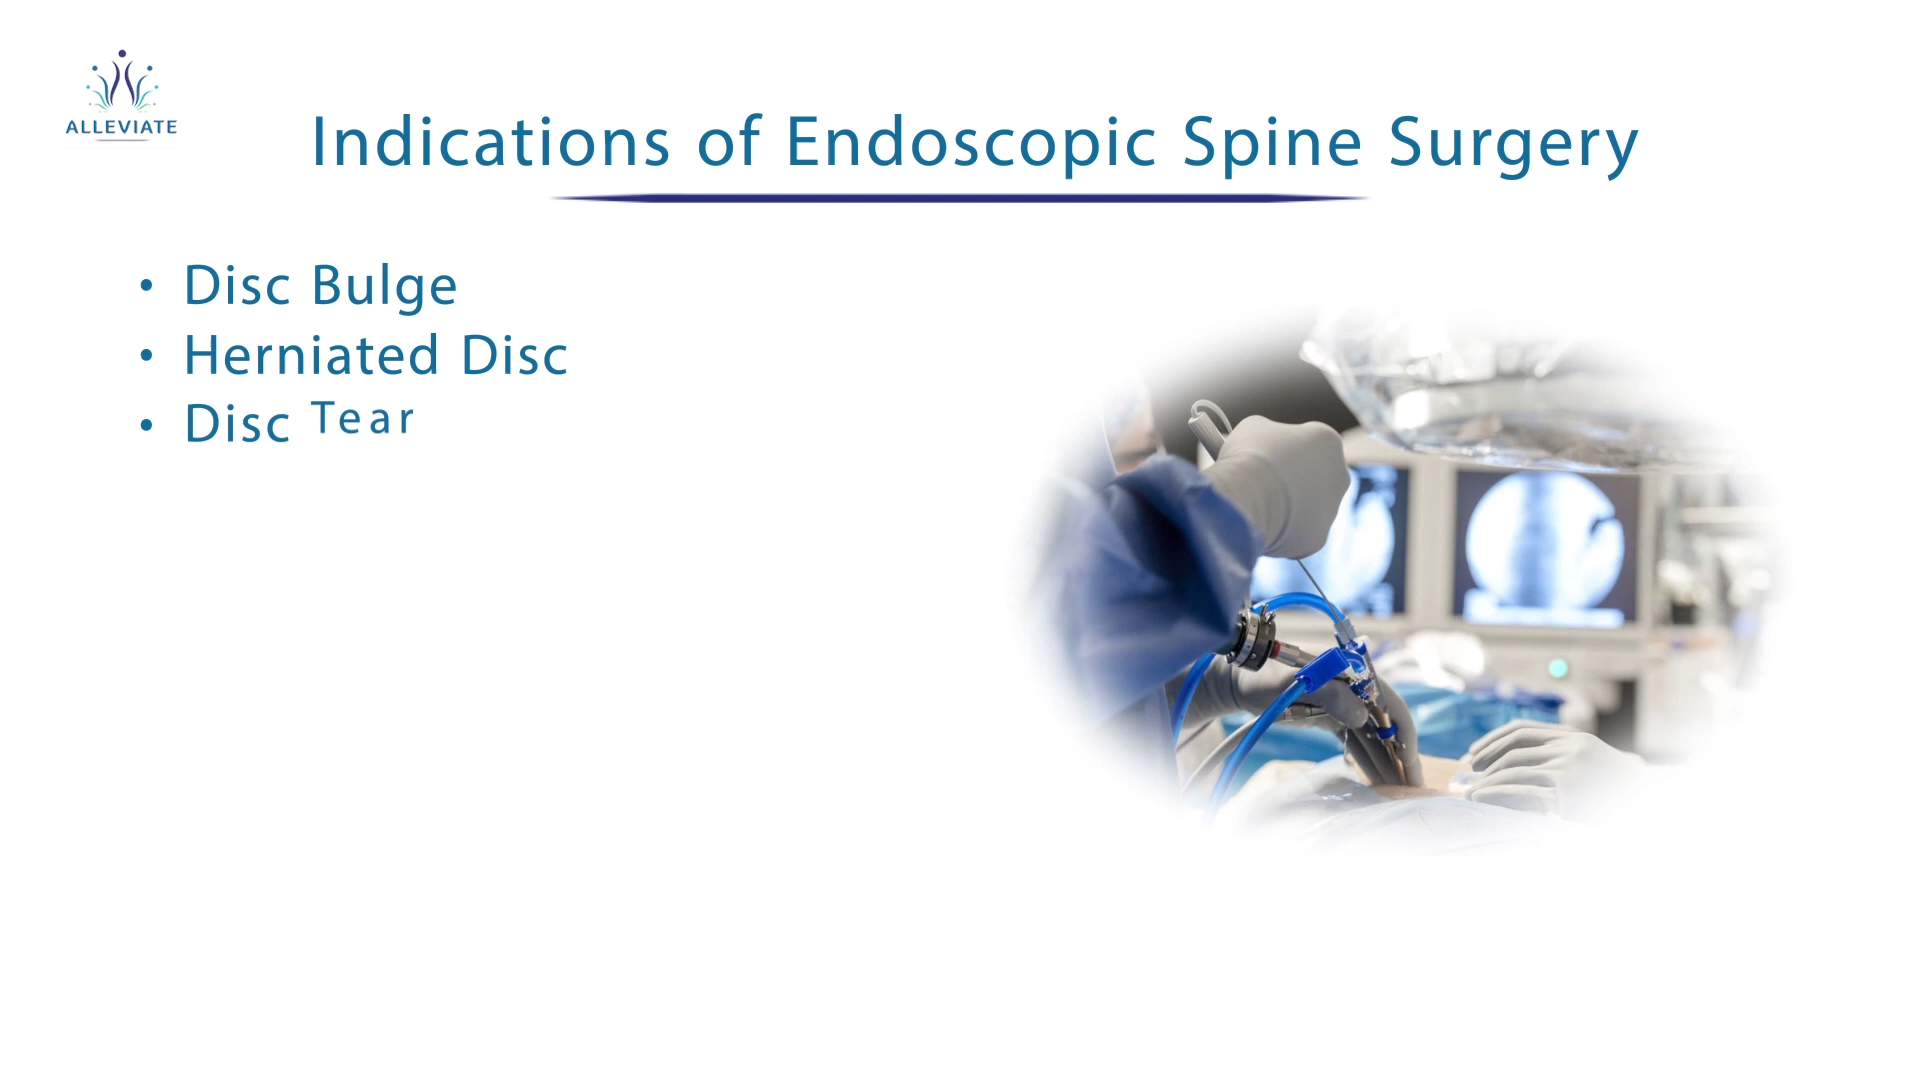 ALLEVIATE
Indications of Endoscopic Spine Surgery
• Disc Bulge
• Herniated Disc
• Disc Tear